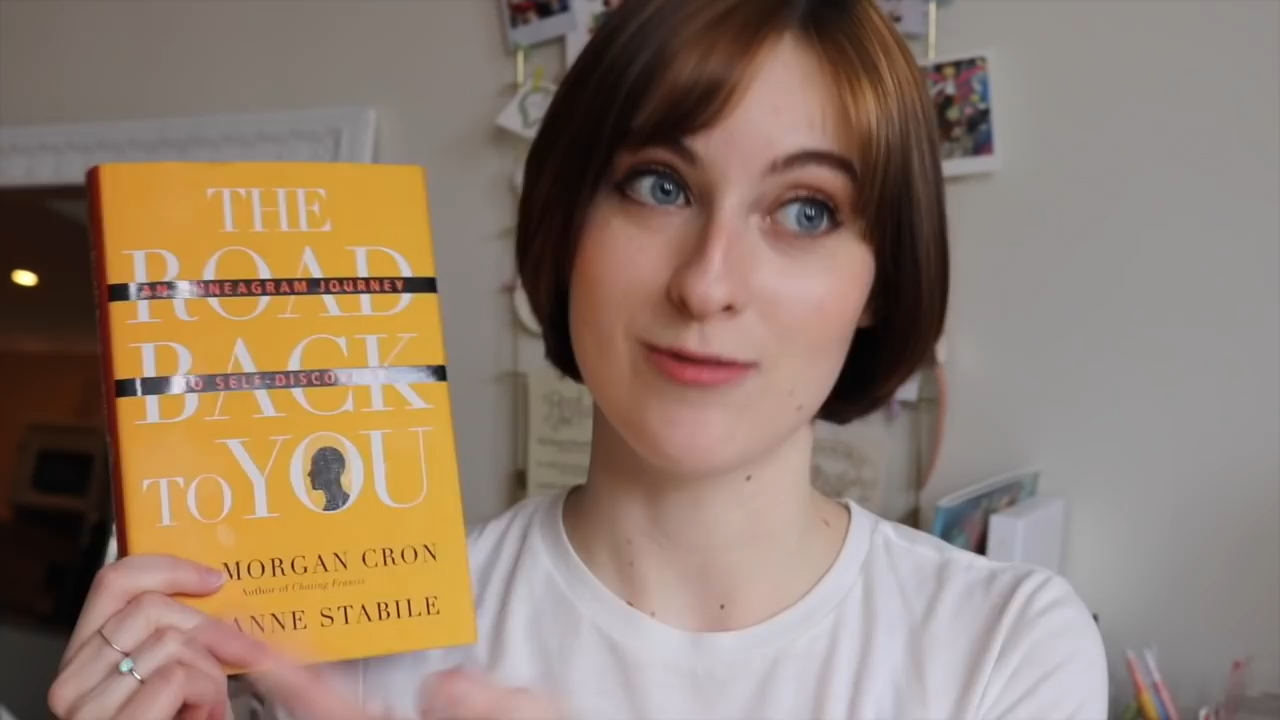 THE
ROAD
AN ENNEAGRAM JOURNEY
BACK
TO SELF-DISCO
TO YOU
MORGAN CRON
Author of Chasing Francis
ANNE STABILE